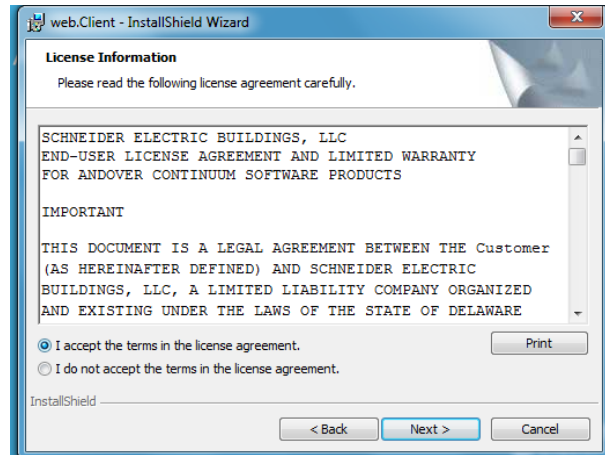 web.Client - InstallShield Wizard
License Information
Please read the following license agreement carefully.
SCHNEIDER ELECTRIC BUILDINGS, LLC
END-USER LICENSE AGREEMENT AND LIMITED WARRANTY
FOR ANDOVER CONTINUUM SOFTWARE PRODUCTS
IMPORTANT
THIS DOCUMENT IS A LEGAL AGREEMENT BETWEEN THE Customer
(AS HEREINAFTER DEFINED) AND SCHNEIDER ELECTRIC
BUILDINGS, LLC, A LIMITED LIABILITY COMPANY ORGANIZED
AND EXISTING UNDER THE LAWS OF THE STATE OF DELAWARE
I accept the terms in the license agreement.
Print
I do not accept the terms in the license agreement.
InstallShield
< Back Next > Cancel